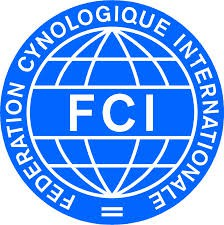 FEDERATION CYNOLOGIQUE INTERNATIONALE
FCI